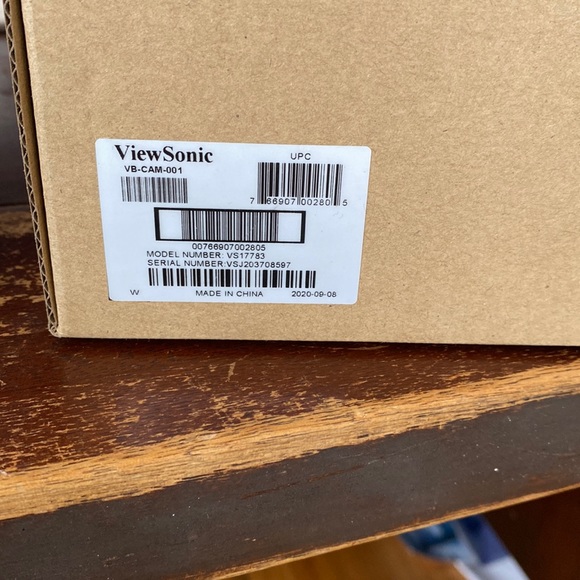 ViewSonic
VB-CAM-001
UPC
7 66907 00280 5
00766907002805
MODEL NUMBER: VS17783
SERIAL NUMBER:VSJ203708597
W MADE IN CHINA 2020-09-08